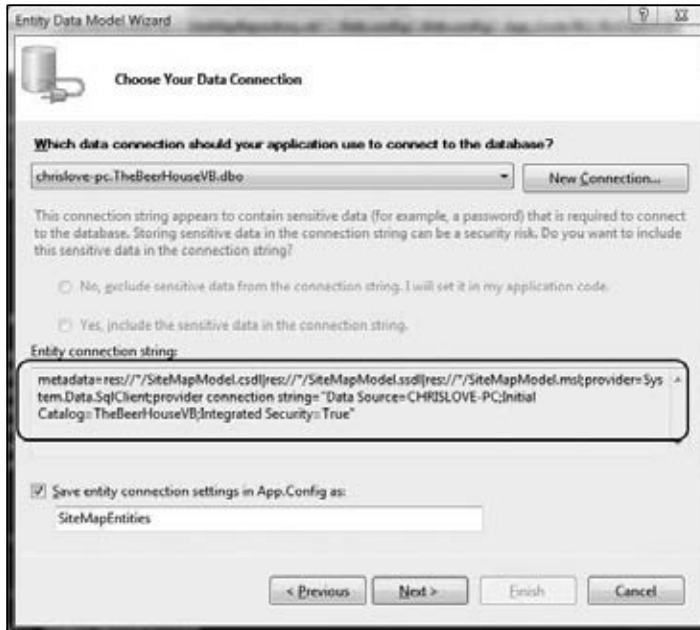 Entity Data Model Wizard
Choose Your Data Connection
Which data connection should your application use to connect to the database?
chrislove-pc.TheBeerHouseVB.dbo
New Connection...
This connection string appears to contain sensitive data (for example, a password) that is required to connect
to the database. Storing sensitive data in the connection string can be a security risk. Do you want to include
this sensitive data in the connection string?
No, exclude sensitive data from the connection string. I will set it in my application code.
Yes, include the sensitive data in the connection string.
Entity connection string:
metadata=res://*/SiteMapModel.csdl|res://*/SiteMapModel.ssdl|res://*/SiteMapModel.msl;provider=Sys
tem.Data.SqlClient;provider connection string="Data Source=CHRISLOVE-PC;Initial
Catalog=TheBeerHouseVB;Integrated Security=True"
Save entity connection settings in App.Config as:
SiteMapEntities
< Previous
Next >
Finish
Cancel